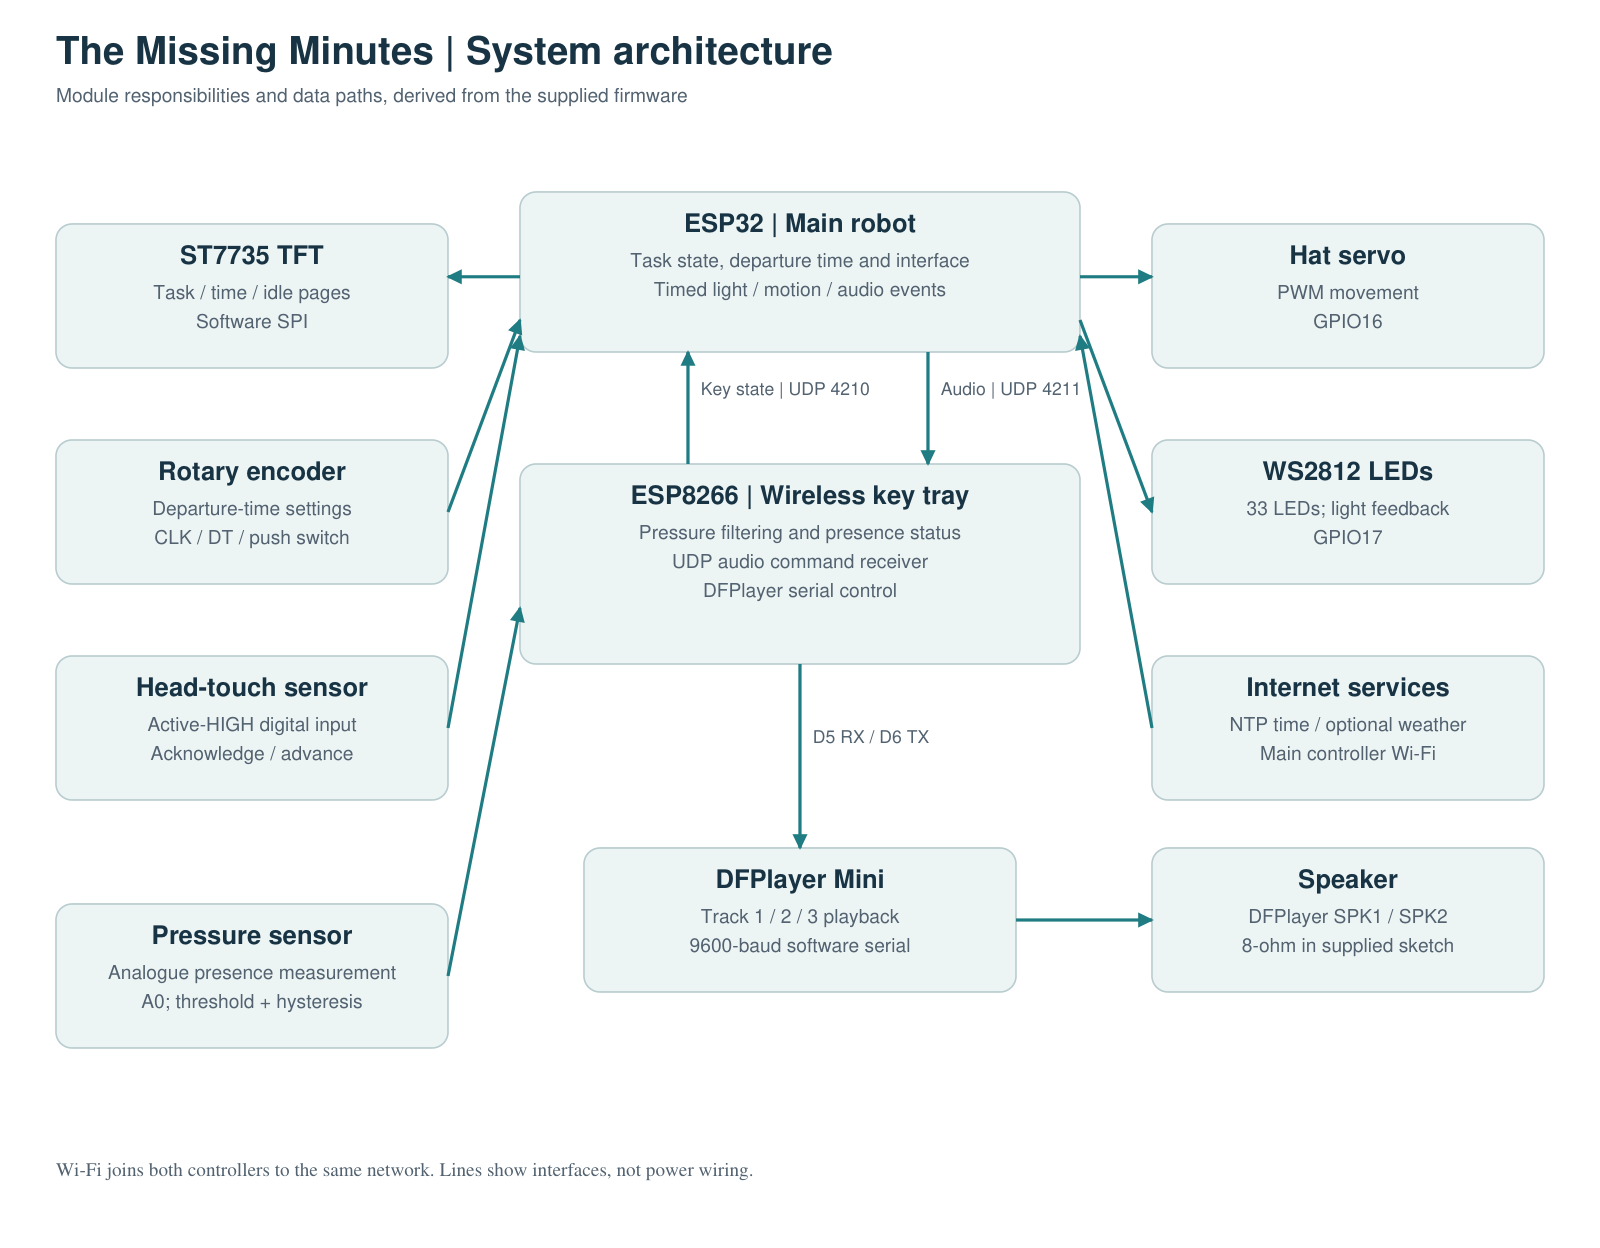 The Missing Minutes | System architecture
Module responsibilities and data paths, derived from the supplied firmware
ESP32 | Main robot
Task state, departure time and interface
Timed light / motion / audio events
ST7735 TFT
Task / time / idle pages
Software SPI
Hat servo
PWM movement
GPIO16
Key state | UDP 4210
Audio | UDP 4211
Rotary encoder
Departure-time settings
CLK / DT / push switch
ESP8266 | Wireless key tray
Pressure filtering and presence status
UDP audio command receiver
DFPlayer serial control
WS2812 LEDs
33 LEDs; light feedback
GPIO17
Head-touch sensor
Active-HIGH digital input
Acknowledge / advance
Internet services
NTP time / optional weather
Main controller Wi-Fi
D5 RX / D6 TX
Pressure sensor
Analogue presence measurement
A0; threshold + hysteresis
DFPlayer Mini
Track 1 / 2 / 3 playback
9600-baud software serial
Speaker
DFPlayer SPK1 / SPK2
8-ohm in supplied sketch
Wi-Fi joins both controllers to the same network. Lines show interfaces, not power wiring.